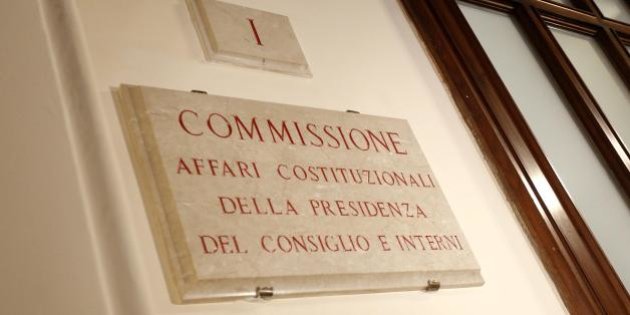 I
COMMISSIONE
AFFARI COSTITUZIONALI
DELLA PRESIDENZA
DEL CONSIGLIO E INTERNI